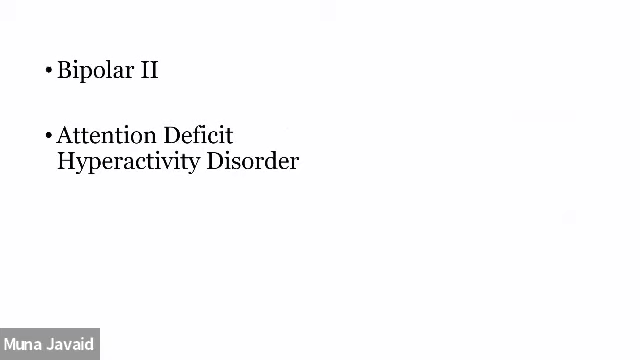 • Bipolar II
• Attention Deficit
Hyperactivity Disorder
Muna Javaid